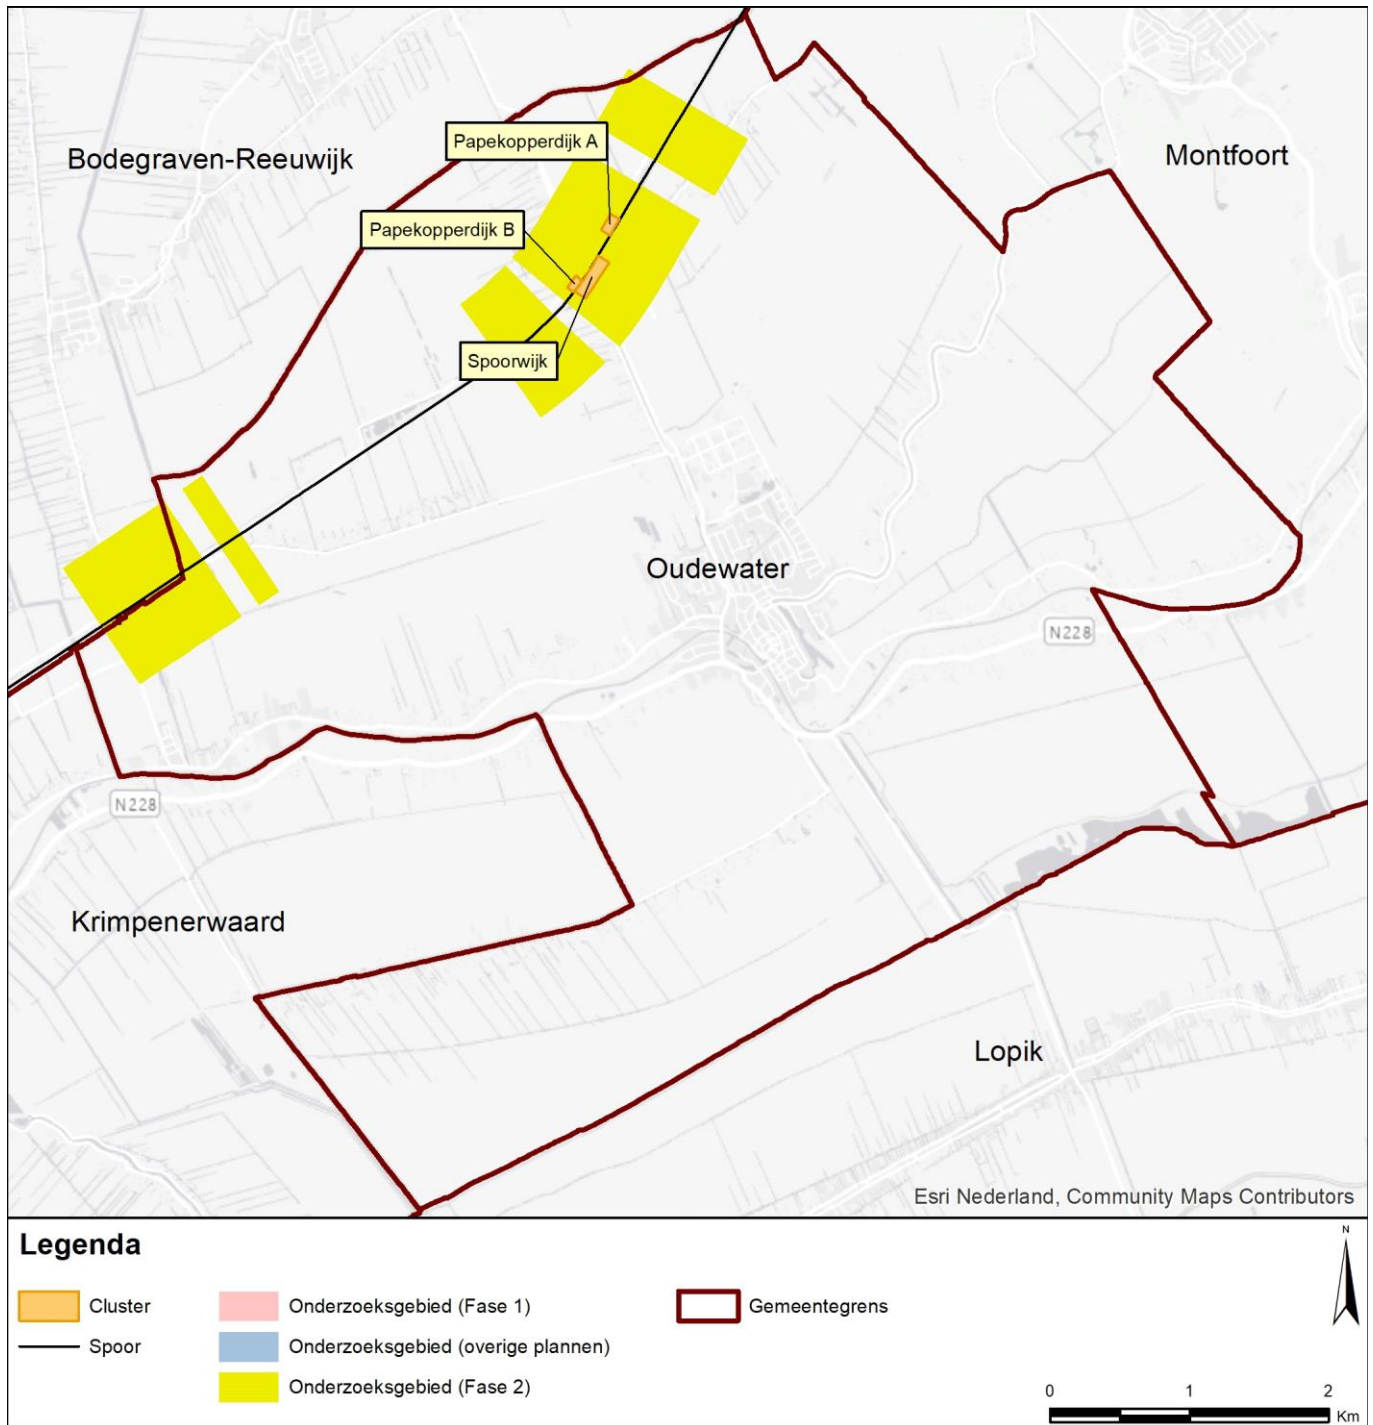 Papekopperdijk A
Bodegraven-Reeuwijk
Montfoort
Papekopperdijk B
Spoorwijk
Oudewater
N228
N228
Krimpenerwaard
Lopik
Esri Nederland, Community Maps Contributors
Legenda
N
Cluster
Onderzoeksgebied (Fase 1)
Gemeentegrens
Spoor
Onderzoeksgebied (overige plannen)
Onderzoeksgebied (Fase 2)
0 1 2
Km